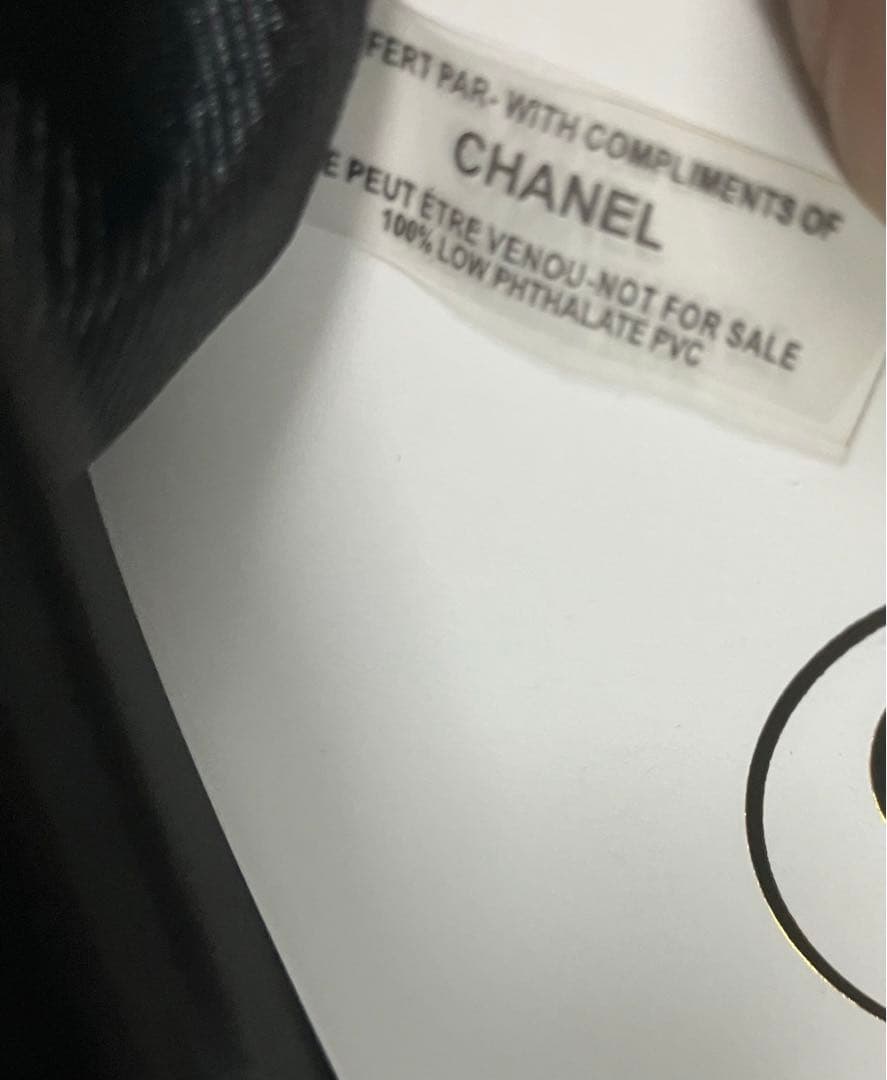 FERT PAR- WITH COMPLIMENTS OF
CHANEL
E PEUT ÊTRE VENOU-NOT FOR SALE
100% LOW PHTHALATE PVC